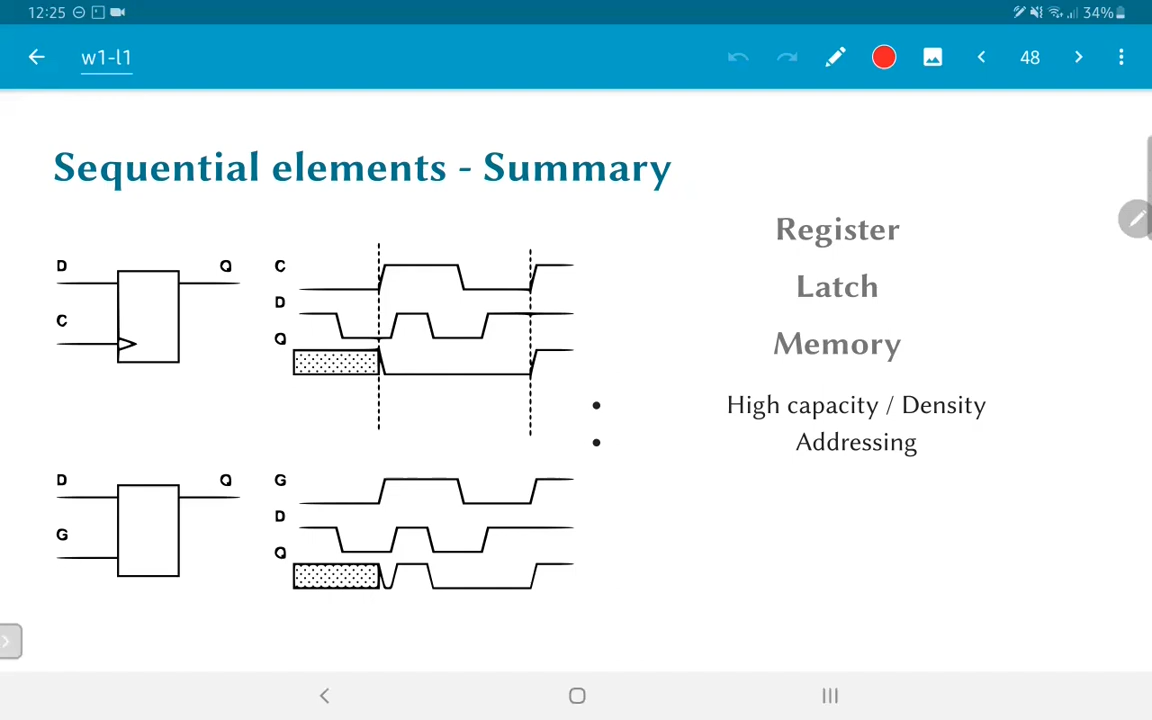 12:25 34%
w1-l1 48
Sequential elements - Summary
D Q
C
C
D
Q
Register
Latch
Memory
• High capacity / Density
• Addressing
D Q
G
G
D
Q